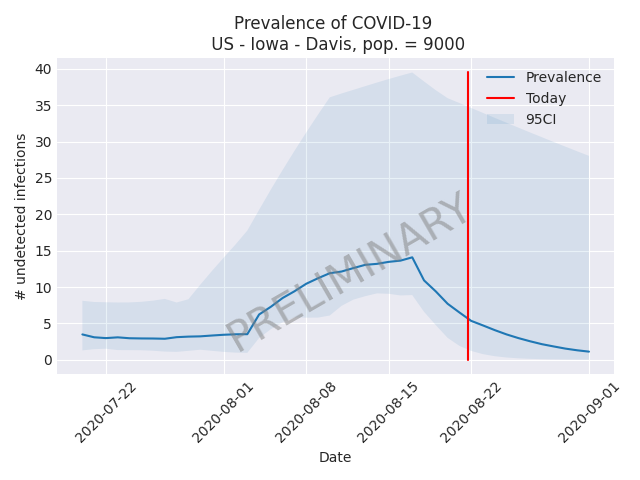 Prevalence of COVID-19
US - Iowa - Davis, pop. = 9000
40
35
30
25
20
15
10
5
0
# undetected infections
Prevalence
Today
95CI
PRELIMINARY
2020-07-22
2020-08-01
2020-08-08
2020-08-15
2020-08-22
2020-09-01
Date